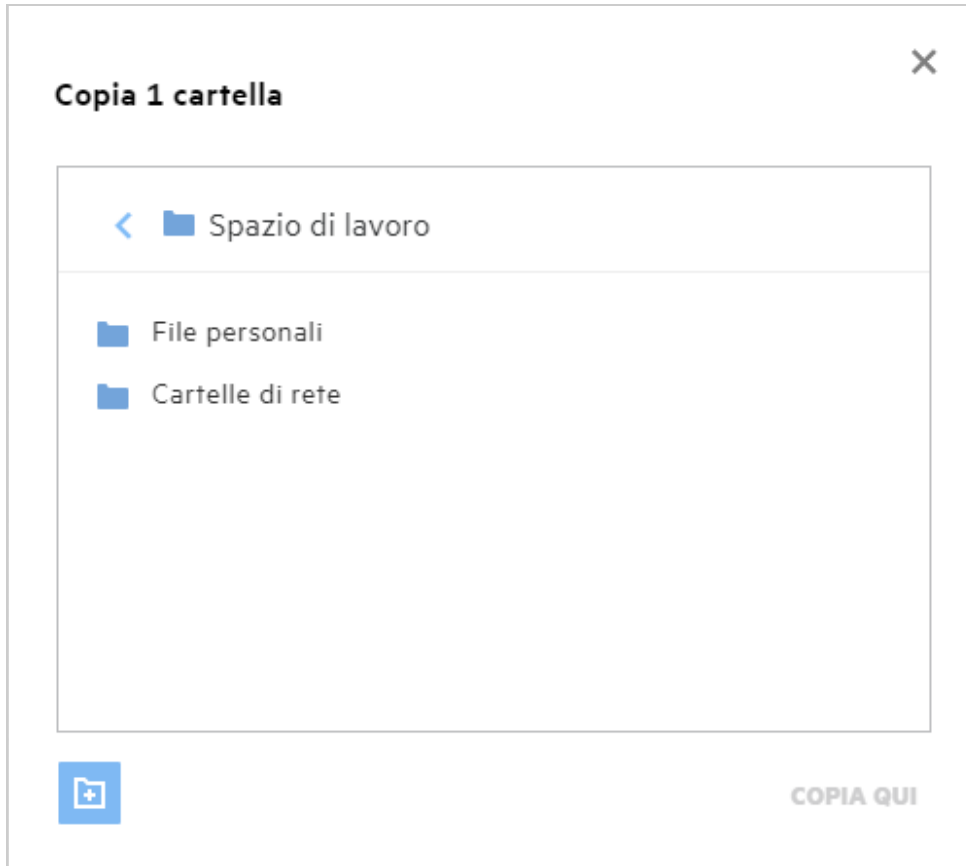 Copia 1 cartella
Spazio di lavoro
File personali
Cartelle di rete
COPIA QUI